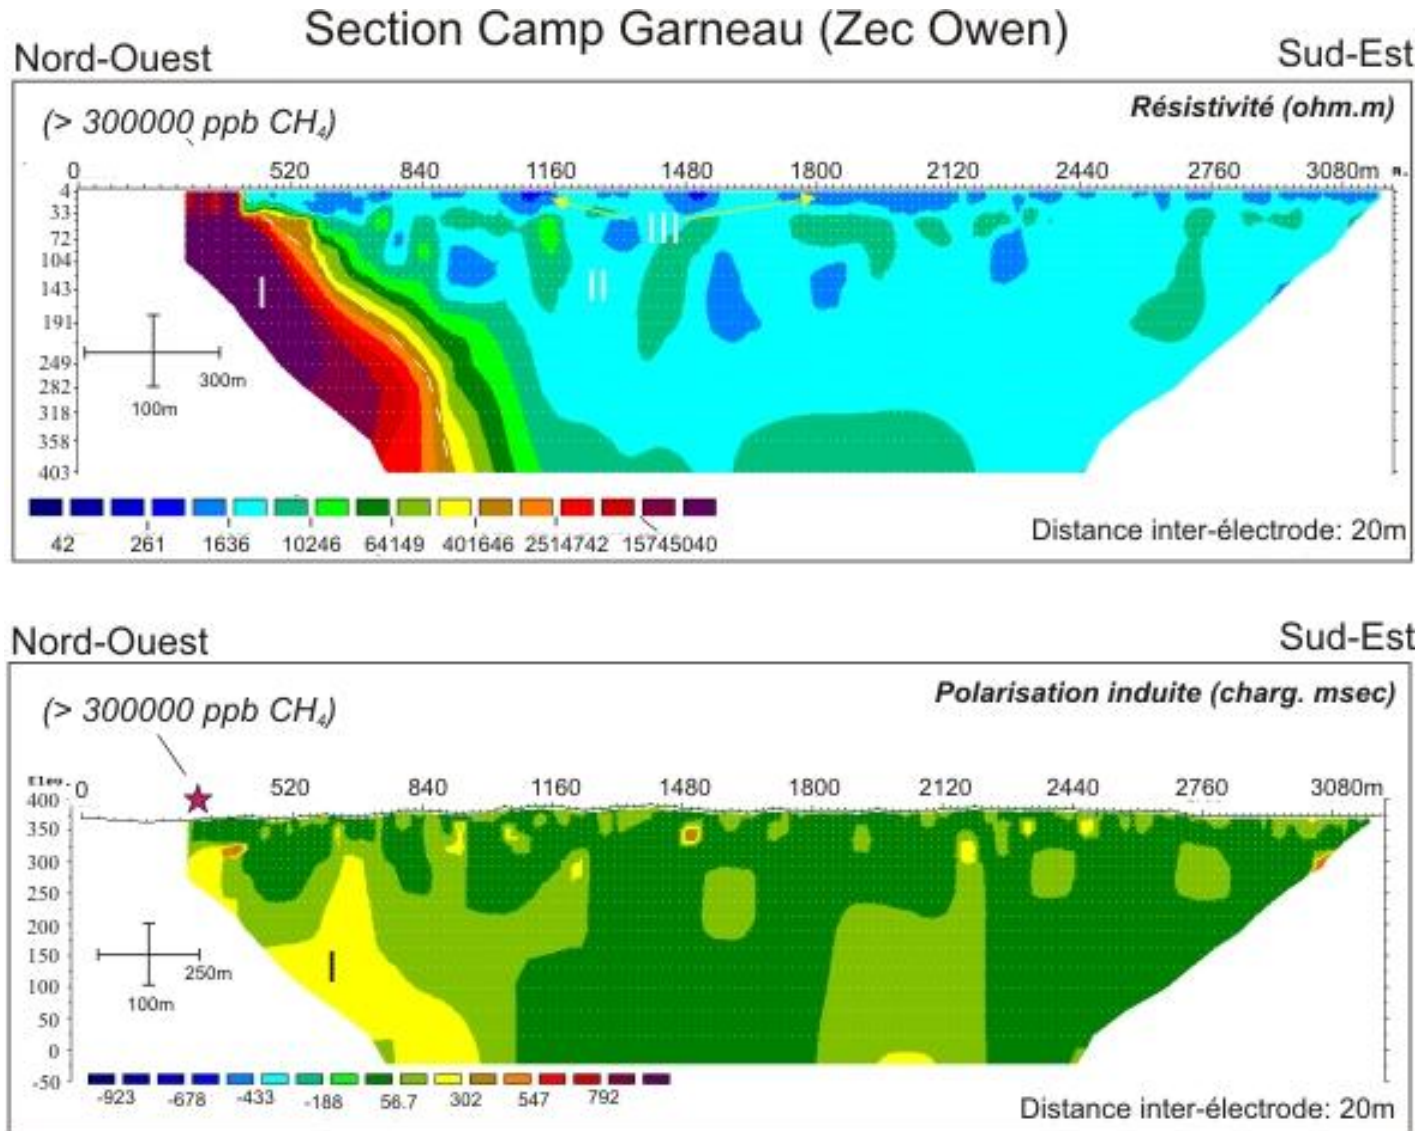 Section Camp Garneau (Zec Owen)
Nord-Ouest
Sud-Est
(> 300000 ppb CH4)
Résistivité (ohm.m)
0 520 840 1160 1480 1800 2120 2440 2760 3080m m.
4
33
72
104
143
191
249
282
318
358
403
I
II
III
300m
100m
42 261 1636 10246 64149 401646 2514742 15745040
Distance inter-électrode: 20m
Nord-Ouest
Sud-Est
(> 300000 ppb CH4)
Polarisation induite (charg. msec)
Elev. 0 520 840 1160 1480 1800 2120 2440 2760 3080m
400
350
300
250
200
150
100
50
0
-50
I
250m
100m
-923 -678 -433 -188 56.7 302 547 792
Distance inter-électrode: 20m